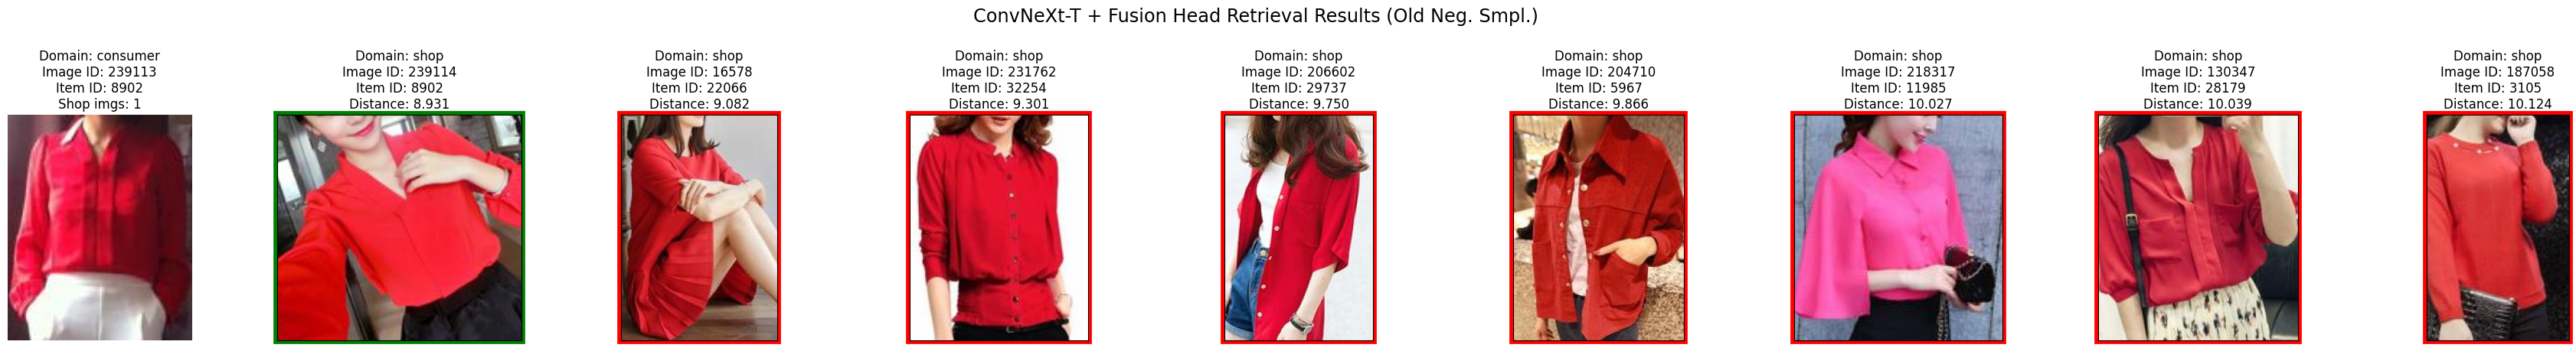 ConvNeXt-T + Fusion Head Retrieval Results (Old Neg. Smpl.)
Domain: consumer
Image ID: 239113
Item ID: 8902
Shop imgs: 1
Domain: shop
Image ID: 239114
Item ID: 8902
Distance: 8.931
Domain: shop
Image ID: 16578
Item ID: 22066
Distance: 9.082
Domain: shop
Image ID: 231762
Item ID: 32254
Distance: 9.301
Domain: shop
Image ID: 206602
Item ID: 29737
Distance: 9.750
Domain: shop
Image ID: 204710
Item ID: 5967
Distance: 9.866
Domain: shop
Image ID: 218317
Item ID: 11985
Distance: 10.027
Domain: shop
Image ID: 130347
Item ID: 28179
Distance: 10.039
Domain: shop
Image ID: 187058
Item ID: 3105
Distance: 10.124